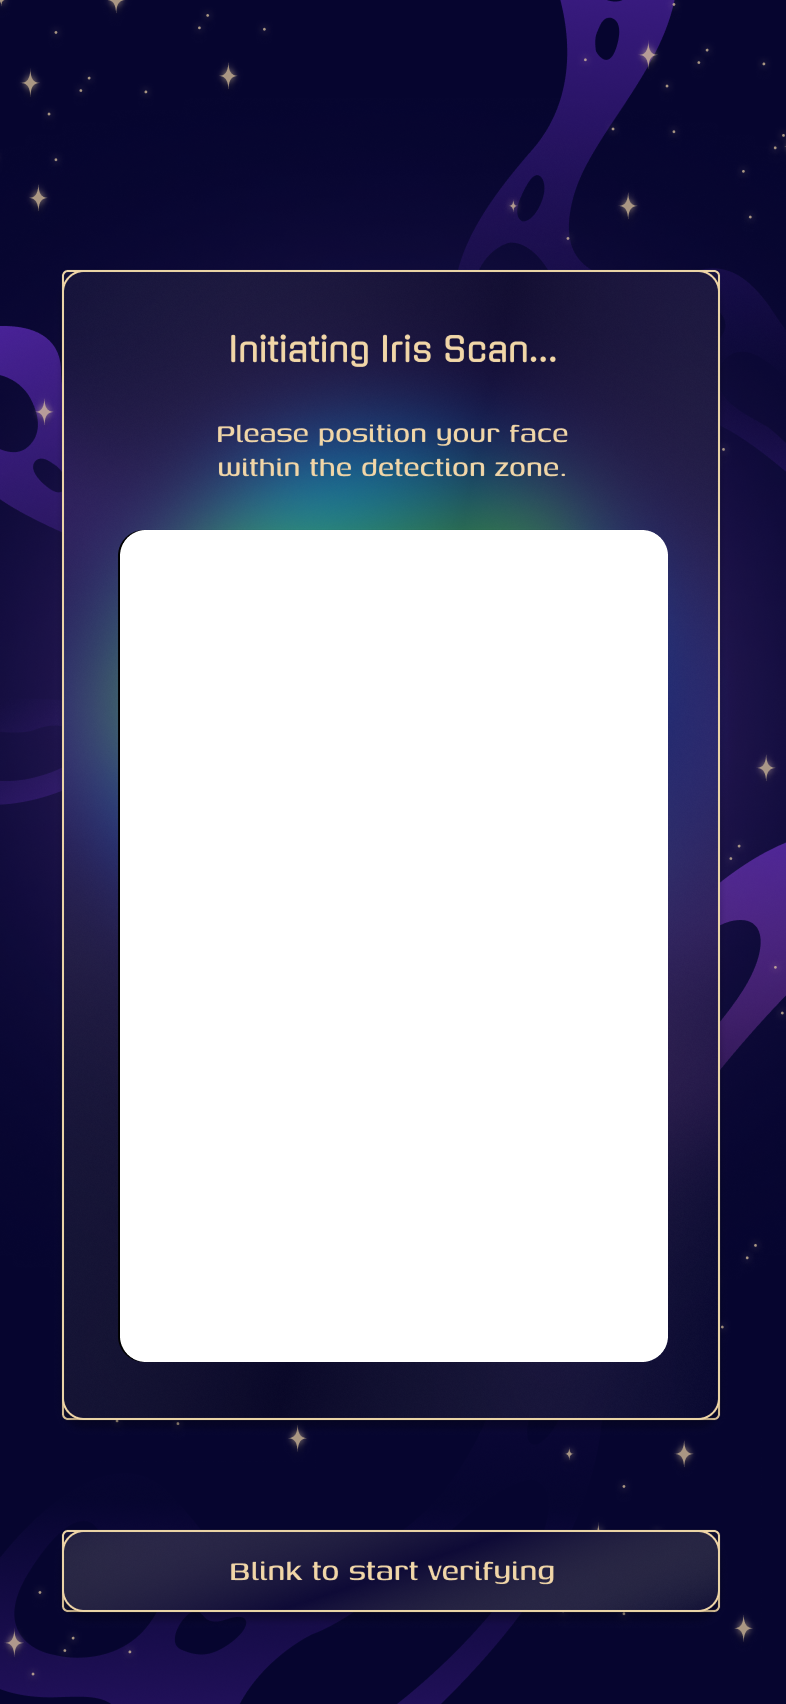 Initiating Iris Scan...
Please position your face
within the detection zone.
Blink to start verifying